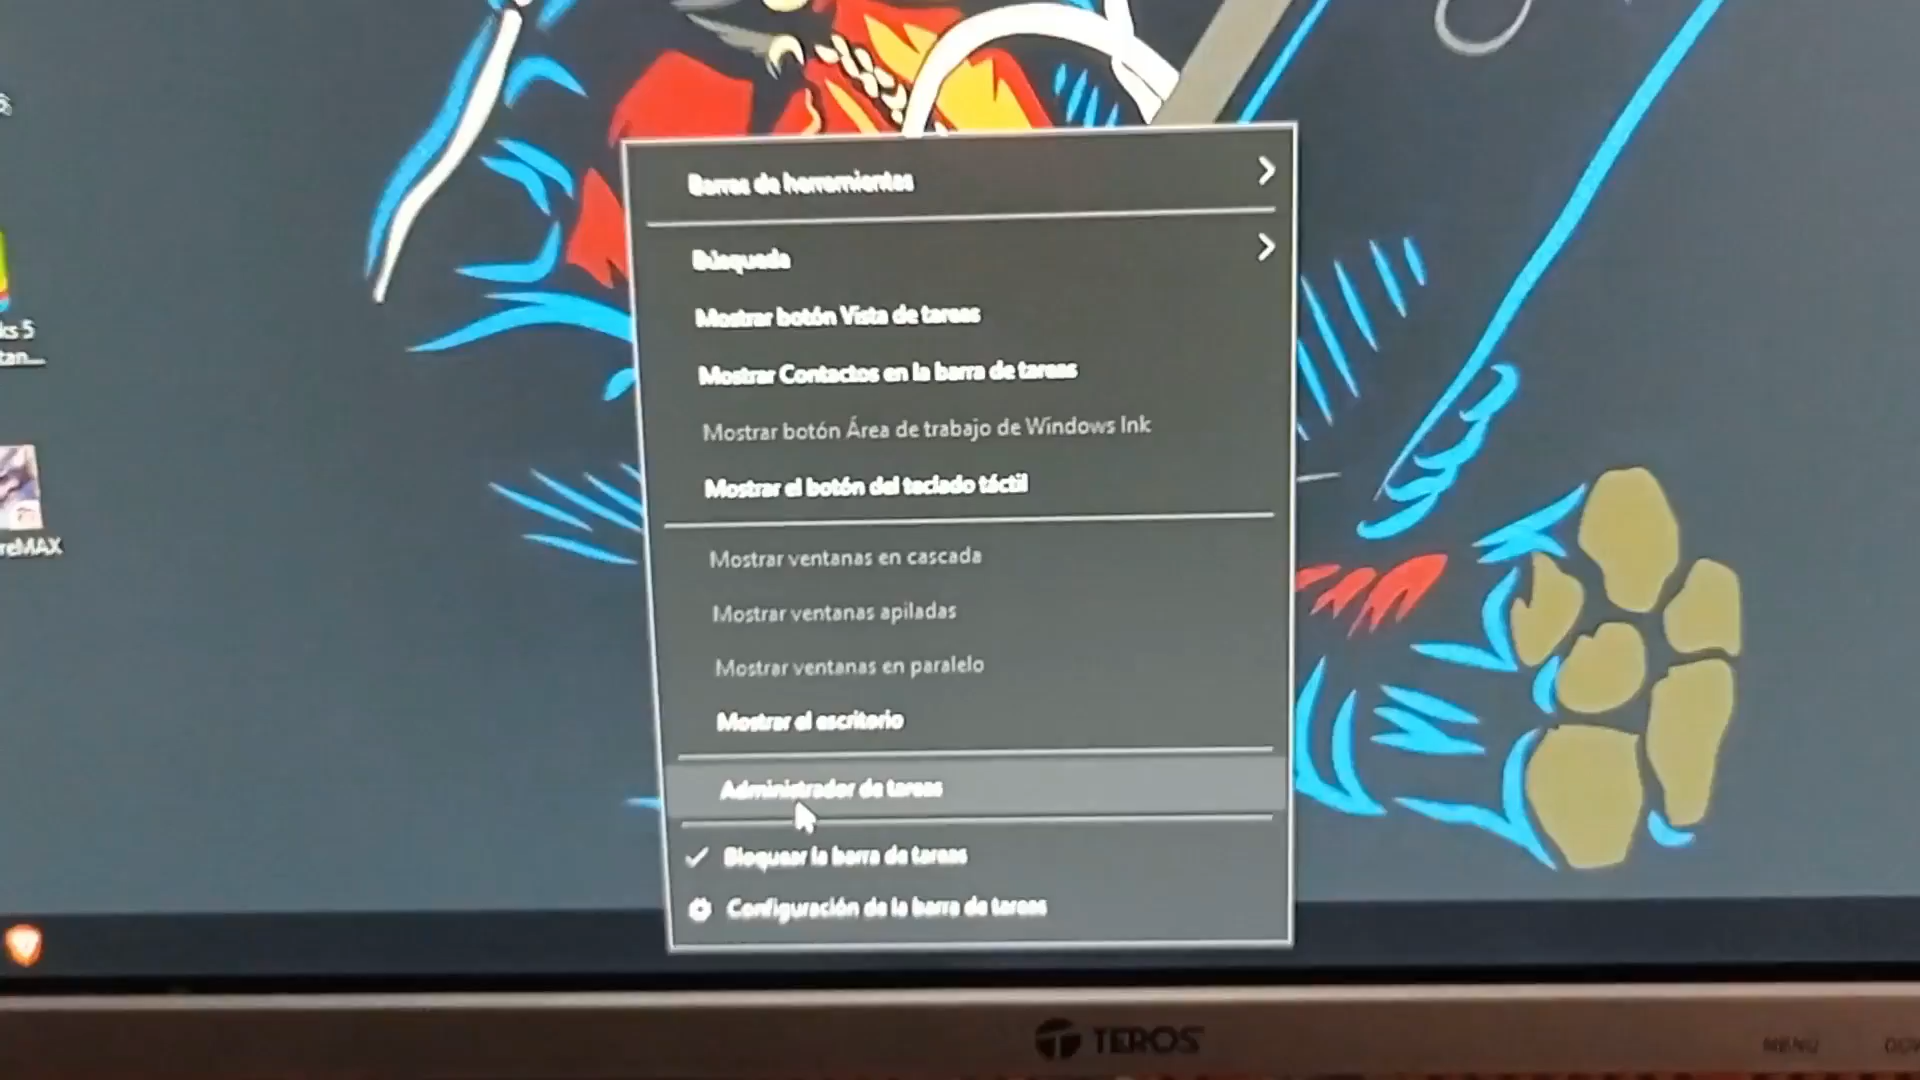 ks 5
tan...
reMAX
Barras de herramientas
Búsqueda
Mostrar botón Vista de tareas
Mostrar Contactos en la barra de tareas
Mostrar botón Área de trabajo de Windows Ink
Mostrar el botón del teclado táctil
Mostrar ventanas en cascada
Mostrar ventanas apiladas
Mostrar ventanas en paralelo
Mostrar el escritorio
Administrador de tareas
Bloquear la barra de tareas
Configuración de la barra de tareas
TEROS
MENU